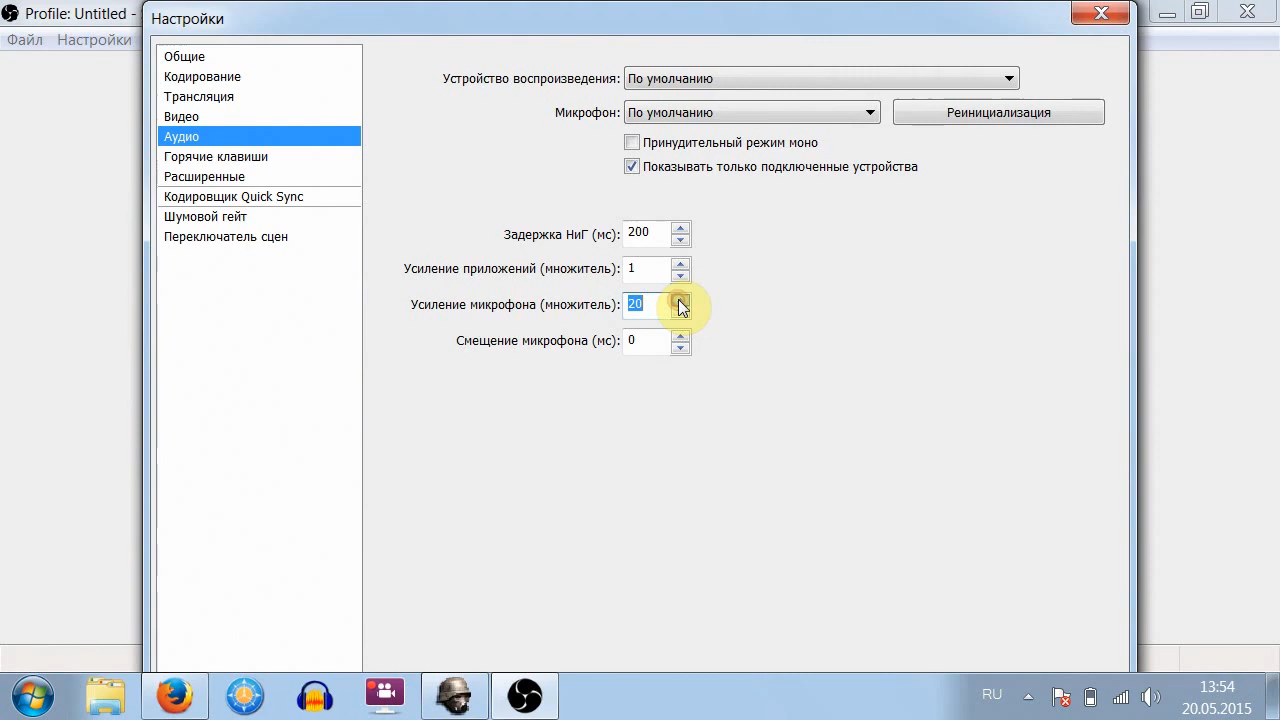 Profile: Untitled -
Настройки
Файл Настройки
Общие
Кодирование
Трансляция
Видео
Аудио
Горячие клавиши
Расширенные
Кодировщик Quick Sync
Шумовой гейт
Переключатель сцен
Устройство воспроизведения: По умолчанию
Микрофон: По умолчанию Реинициализация
Принудительный режим моно
Показывать только подключенные устройства
Задержка НиГ (мс): 200
Усиление приложений (множитель): 1
Усиление микрофона (множитель): 20
Смещение микрофона (мс): 0
RU
13:54
20.05.2015